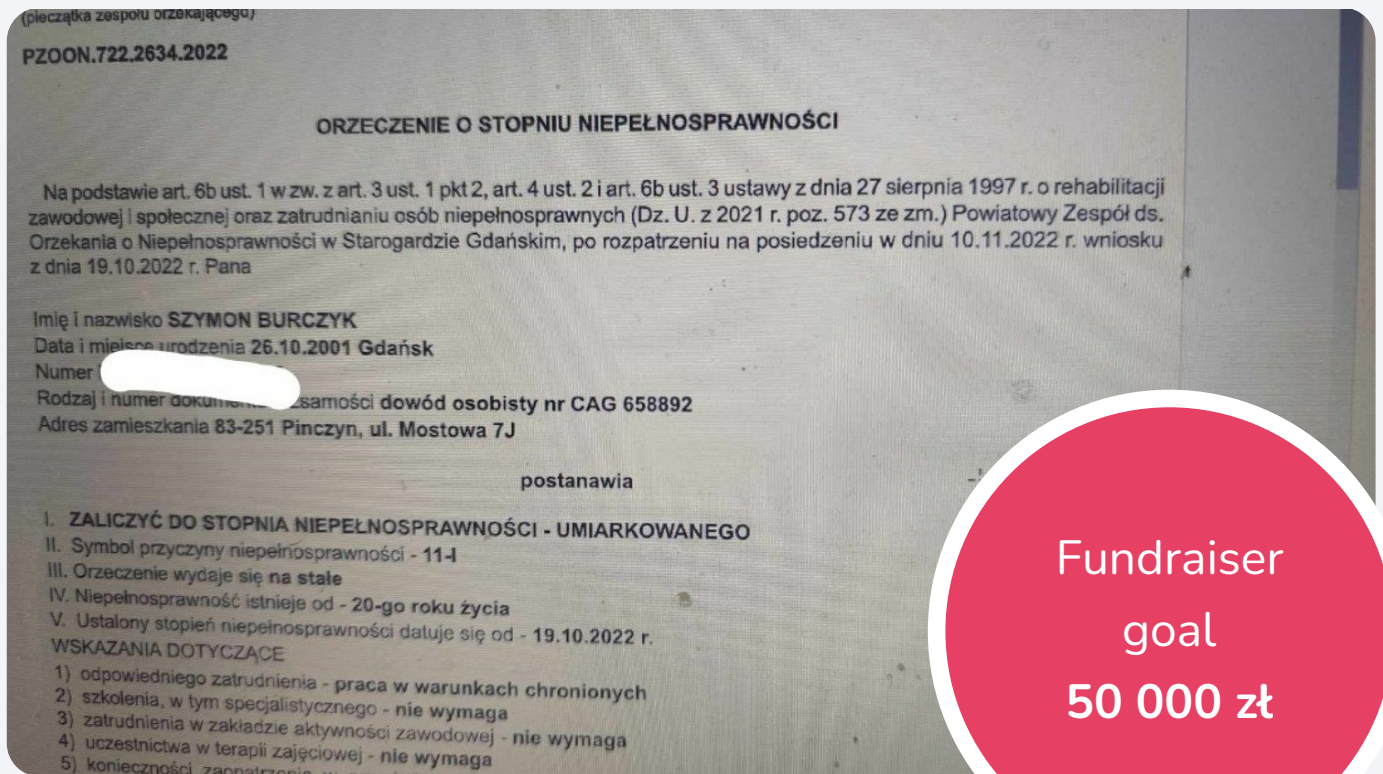 (pieczątka zespołu orzekającego)
PZOON.722.2634.2022
ORZECZENIE O STOPNIU NIEPEŁNOSPRAWNOŚCI
Na podstawie art. 6b ust. 1 w zw. z art. 3 ust. 1 pkt 2, art. 4 ust. 2 i art. 6b ust. 3 ustawy z dnia 27 sierpnia 1997 r. o rehabilitacji
zawodowej i społecznej oraz zatrudnianiu osób niepełnosprawnych (Dz. U. z 2021 r. poz. 573 ze zm.) Powiatowy Zespół ds.
Orzekania o Niepełnosprawności w Starogardzie Gdańskim, po rozpatrzeniu na posiedzeniu w dniu 10.11.2022 r. wniosku
z dnia 19.10.2022 r. Pana
Imię i nazwisko SZYMON BURCZYK
Data i miejsce urodzenia 26.10.2001 Gdańsk
Numer
Rodzaj i numer dokumentu dowód osobisty nr CAG 658892
Adres zamieszkania 83-251 Pinczyn, ul. Mostowa 7J
postanawia
I. ZALICZYĆ DO STOPNIA NIEPEŁNOSPRAWNOŚCI - UMIARKOWANEGO
II. Symbol przyczyny niepełnosprawności - 11-I
III. Orzeczenie wydaje się na stałe
IV. Niepełnosprawność istnieje od - 20-go roku życia
V. Ustalony stopień niepełnosprawności datuje się od - 19.10.2022 r.
WSKAZANIA DOTYCZĄCE
1) odpowiedniego zatrudnienia - praca w warunkach chronionych
2) szkolenia, w tym specjalistycznego - nie wymaga
3) zatrudnienia w zakładzie aktywności zawodowej - nie wymaga
4) uczestnictwa w terapii zajęciowej - nie wymaga
5) konieczności
Fundraiser
goal
50 000 zł